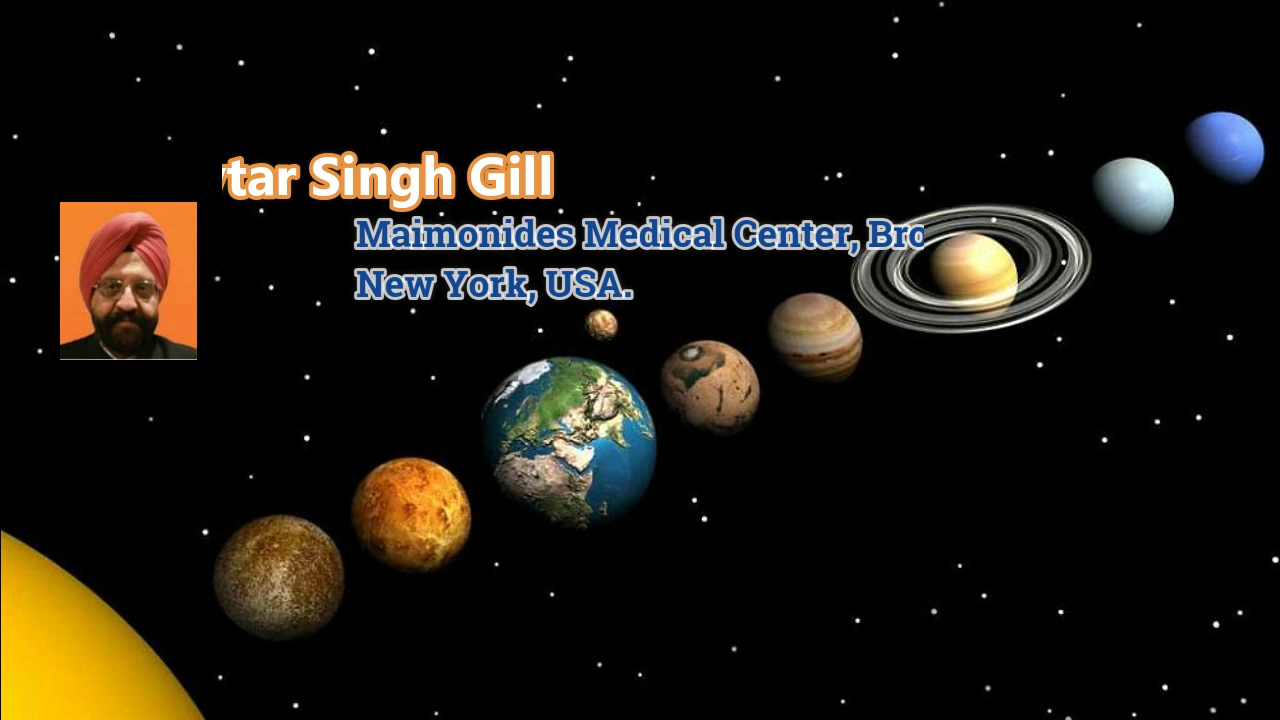 tar Singh Gill
Maimonides Medical Center, Bro
New York, USA.